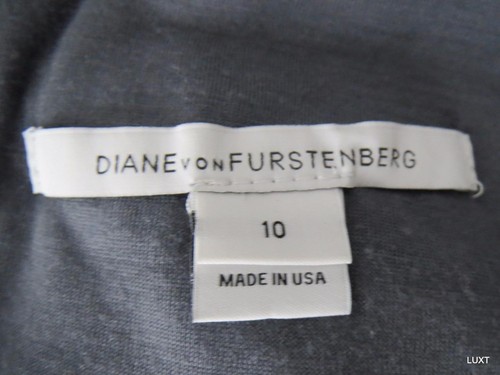 DIANE VON FURSTENBERG
10
MADE IN USA
LUXT